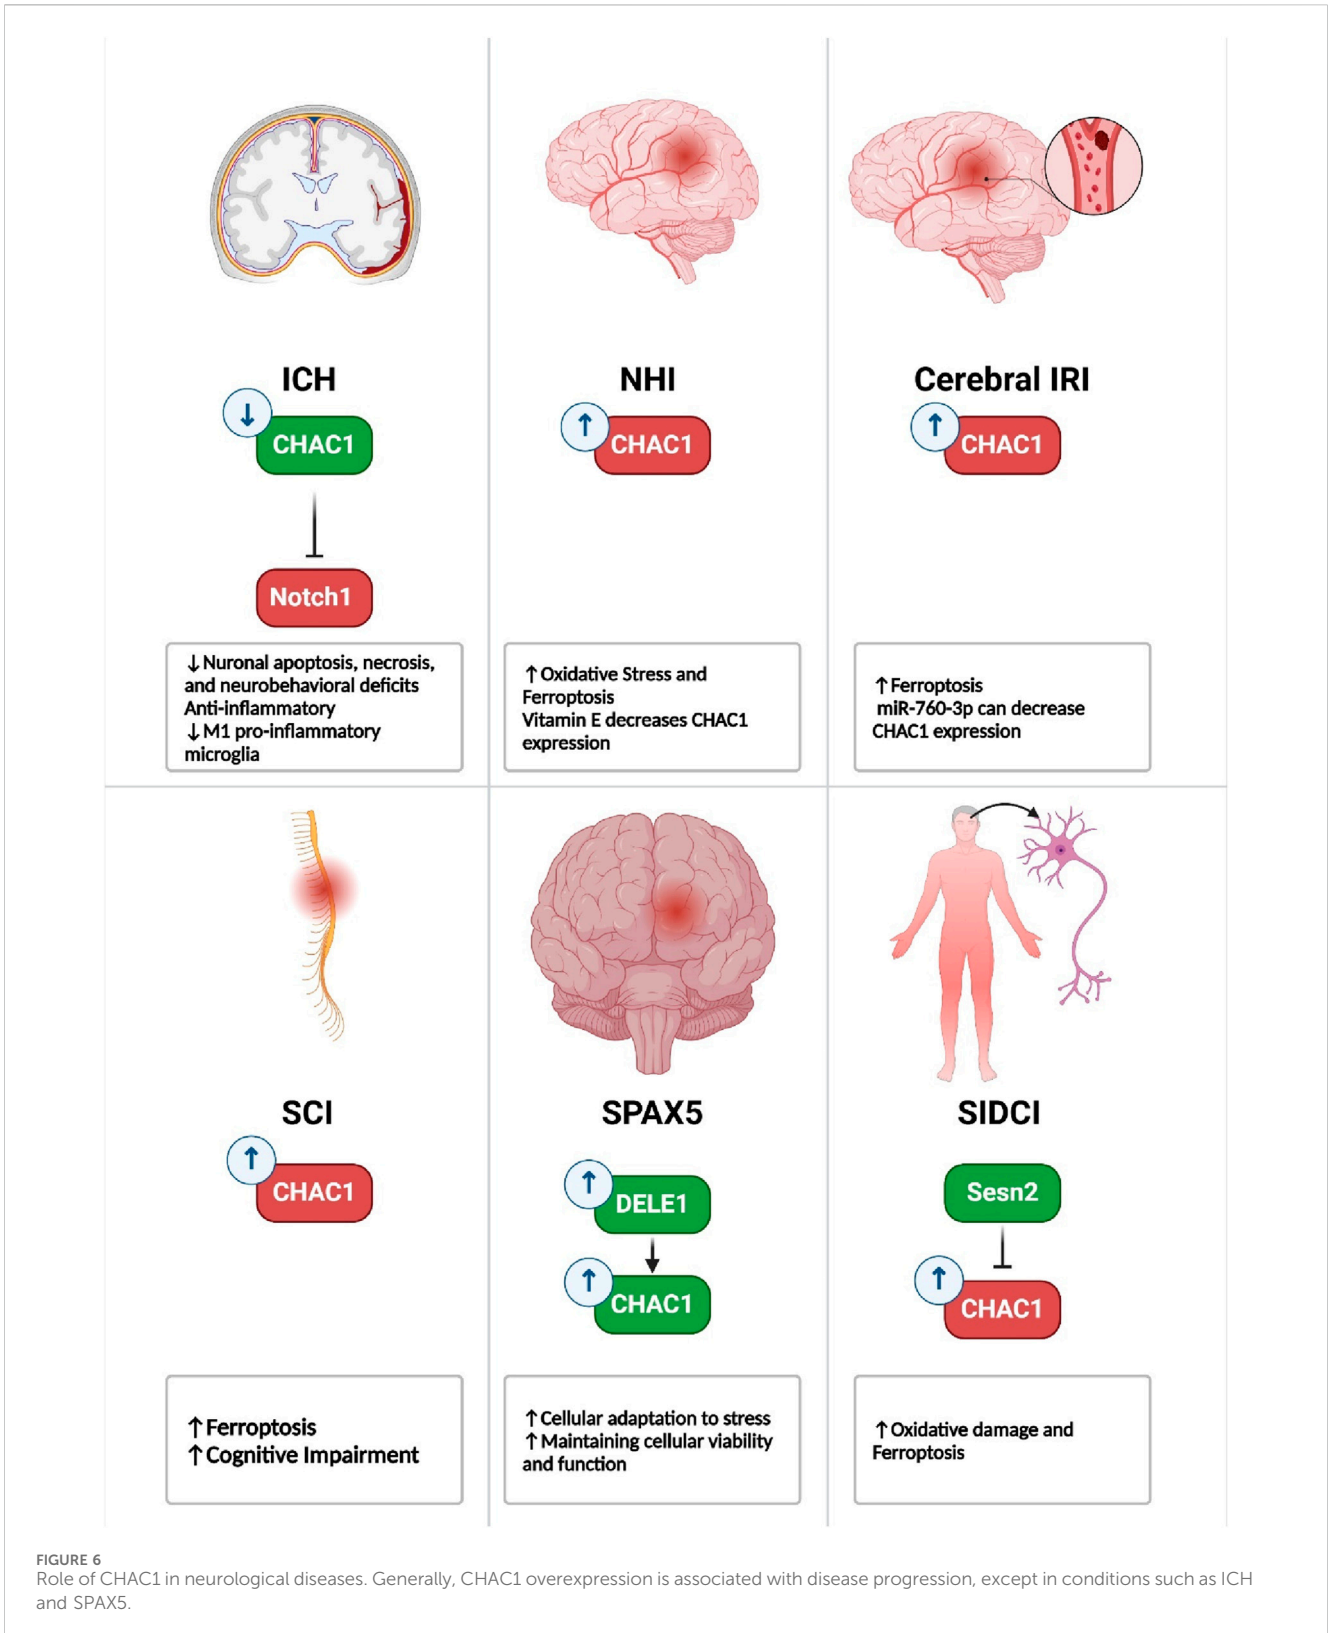 ICH
↓
CHAC1
Notch1
↓Nuronal apoptosis, necrosis,
and neurobehavioral deficits
Anti-inflammatory
↓M1 pro-inflammatory
microglia
NHI
↑
CHAC1
↑Oxidative Stress and
Ferroptosis
Vitamin E decreases CHAC1
expression
Cerebral IRI
↑
CHAC1
↑Ferroptosis
miR-760-3p can decrease
CHAC1 expression
SCI
↑
CHAC1
↑Ferroptosis
↑Cognitive Impairment
SPAX5
↑
DELE1
↑
CHAC1
↑Cellular adaptation to stress
↑Maintaining cellular viability
and function
SIDCI
Sesn2
↑
CHAC1
↑Oxidative damage and
Ferroptosis
FIGURE 6
Role of CHAC1 in neurological diseases. Generally, CHAC1 overexpression is associated with disease progression, except in conditions such as ICH
and SPAX5.